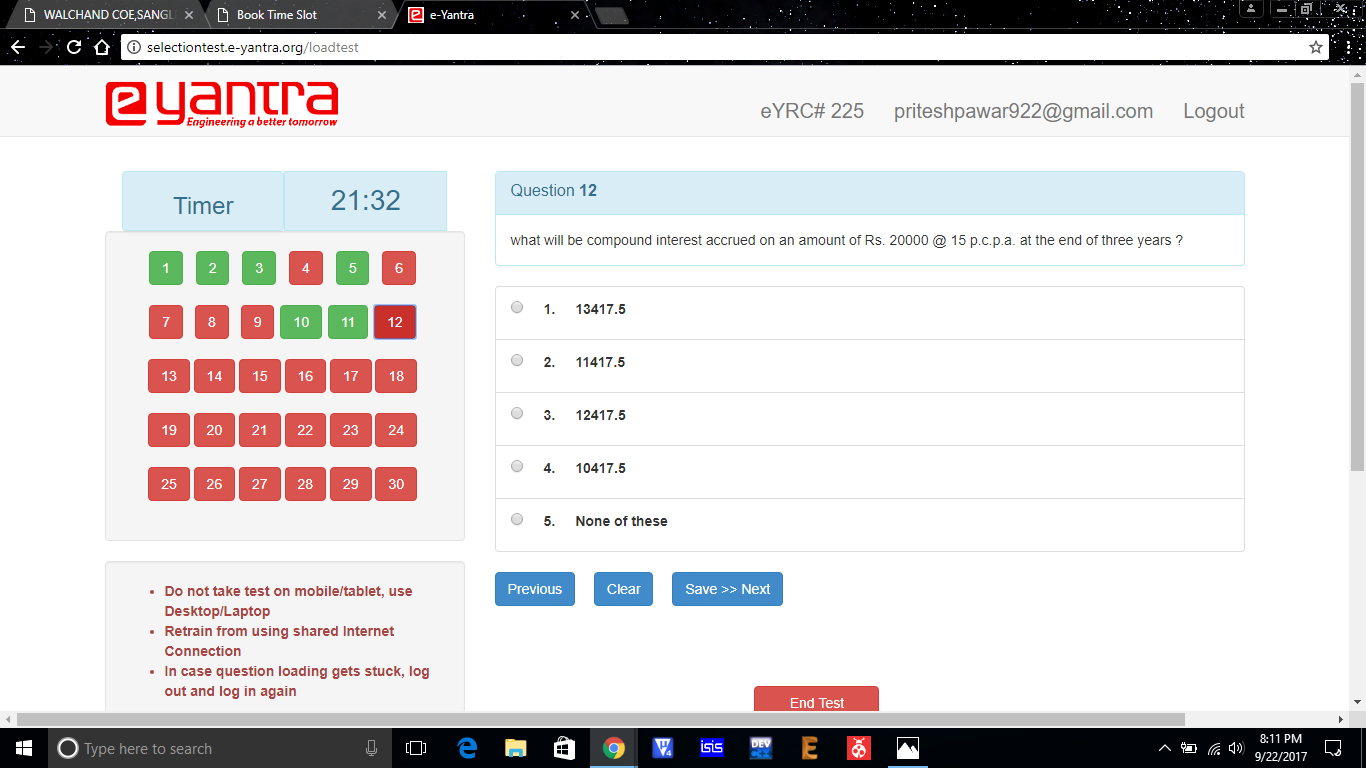 WALCHAND COE,SANGLI
Book Time Slot
e-Yantra
selectiontest.e-yantra.org/loadtest
e yantra
Engineering a better tomorrow
eYRC# 225 priteshpawar922@gmail.com Logout
Timer 21:32
1 2 3 4 5 6
7 8 9 10 11 12
13 14 15 16 17 18
19 20 21 22 23 24
25 26 27 28 29 30
Do not take test on mobile/tablet, use
Desktop/Laptop
Retrain from using shared Internet
Connection
In case question loading gets stuck, log
out and log in again
Question 12
what will be compound interest accrued on an amount of Rs. 20000 @ 15 p.c.p.a. at the end of three years ?
1. 13417.5
2. 11417.5
3. 12417.5
4. 10417.5
5. None of these
Previous Clear Save >> Next
End Test
Type here to search
isis
DEV
8:11 PM
9/22/2017